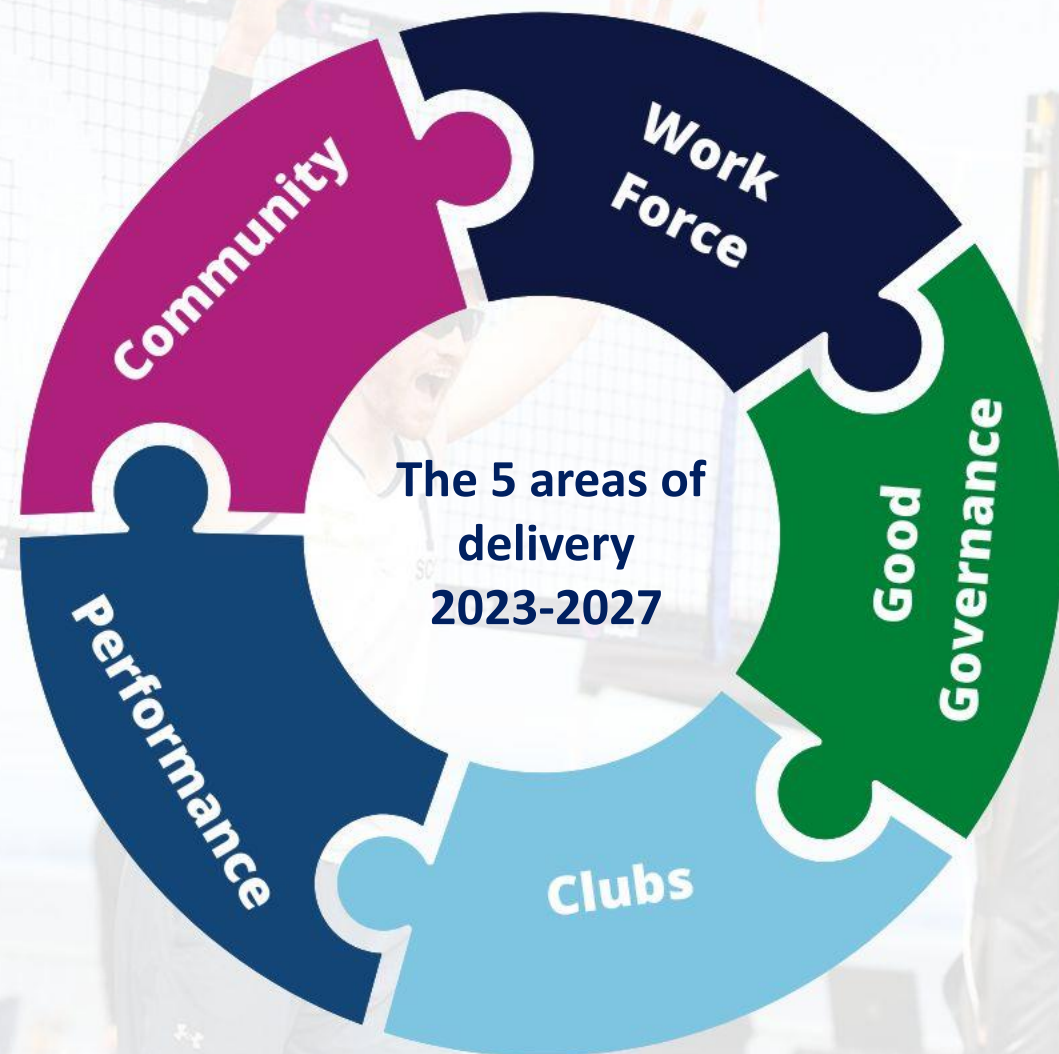 Work
Force
Community
Good
Governance
The 5 areas of
delivery
2023-2027
Performance
Clubs